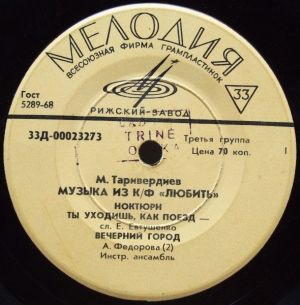 МЕЛОДИЯ
ВСЕСОЮЗНАЯ ФИРМА ГРАМПЛАСТИНОК
Гост
5289-68
33
РИЖСКИЙ-ЗАВОД
TRINE
33Д-00023273
Третья группа
Цена 70 коп.
I
М. Таривердиев
МУЗЫКА ИЗ К/Ф «ЛЮБИТЬ»
НОКТЮРН
ТЫ УХОДИШЬ, КАК ПОЕЗД —
сл. Е. Евтушенко
ВЕЧЕРНИЙ ГОРОД
А. Федорова (2)
Инстр. ансамбль